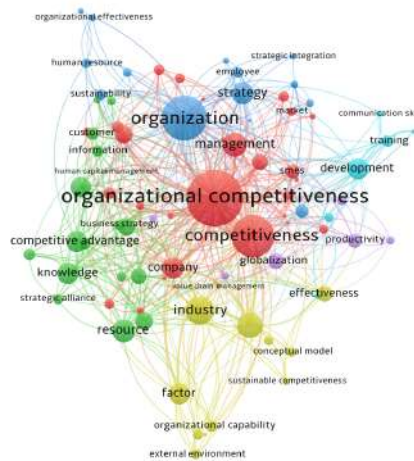 organizational effectiveness
strategic integration
human resource
employee
sustainability
strategy
market
communication sk
organization
customer
training
management
information
smes
human capital management
development
organizational competitiveness
business strategy
competitiveness
productivity
competitive advantage
globalization
knowledge
company
value chain management
effectiveness
strategic alliance
industry
resource
conceptual model
sustainable competitiveness
factor
organizational capability
external environment